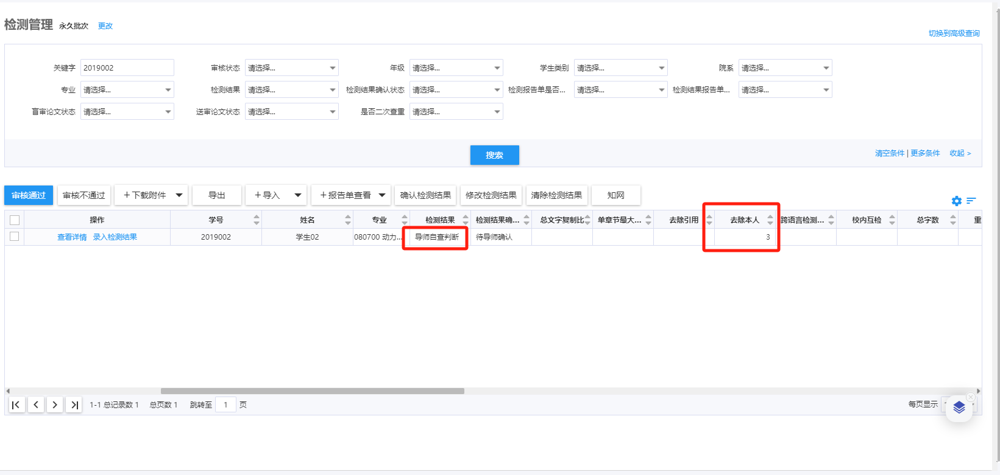 检测管理 永久批次 更改
切换到高级查询
关键字 2019002 审核状态 请选择... 年级 请选择... 学生类别 请选择... 院系 请选择...
专业 请选择... 检测结果 请选择... 检测结果确认状态 请选择... 检测报告单是否... 请选择... 检测结果报告单... 请选择...
盲审论文状态 请选择... 送审论文状态 请选择... 是否二次查重 请选择...
搜索 清空条件 | 更多条件 收起 >
审核通过 审核不通过 +下载附件 导出 +导入 +报告单查看 确认检测结果 修改检测结果 清除检测结果 知网
操作 学号 姓名 专业 检测结果 检测结果确... 总文字复制比 单章节最大... 去除引用 去除本人 跨语言检测... 校内互检 总字数 重
查看详情 录入检测结果 2019002 学生02 080700 动力... 导师自查判断 待导师确认 3
1-1 总记录数 1 总页数 1 跳转至 1 页 每页显示